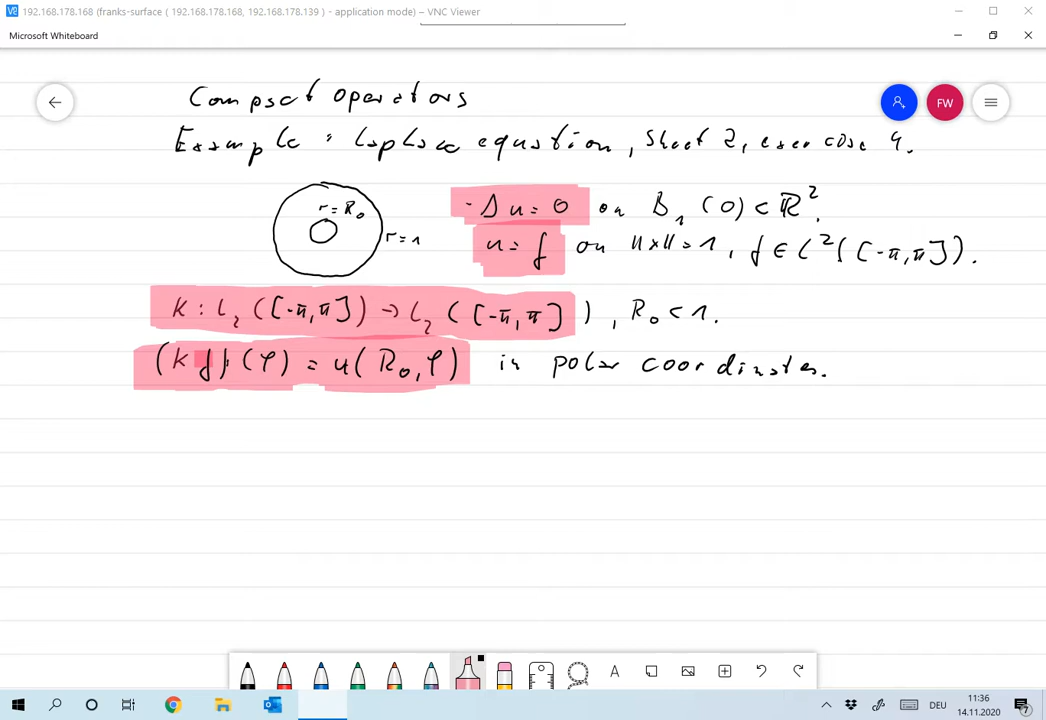 192.168.178.168 (franks-surface ( 192.168.178.168, 192.168.178.139 ) - application mode) – VNC Viewer
Microsoft Whiteboard
Compact operators
Example : Laplace equation, Sheet 2, exercise 4.
FW
r = R₀
r = 1
- Δ u = 0 on B₁(0) ⊂ ℝ².
u = f on ||x|| = 1, f ∈ L²([-π,π]).
K : L₂([-π,π]) → L₂([-π,π]), R₀ < 1.
(K f)(φ) = u(R₀, φ) in polar coordinates.
A
DEU
11:36
14.11.2020
7